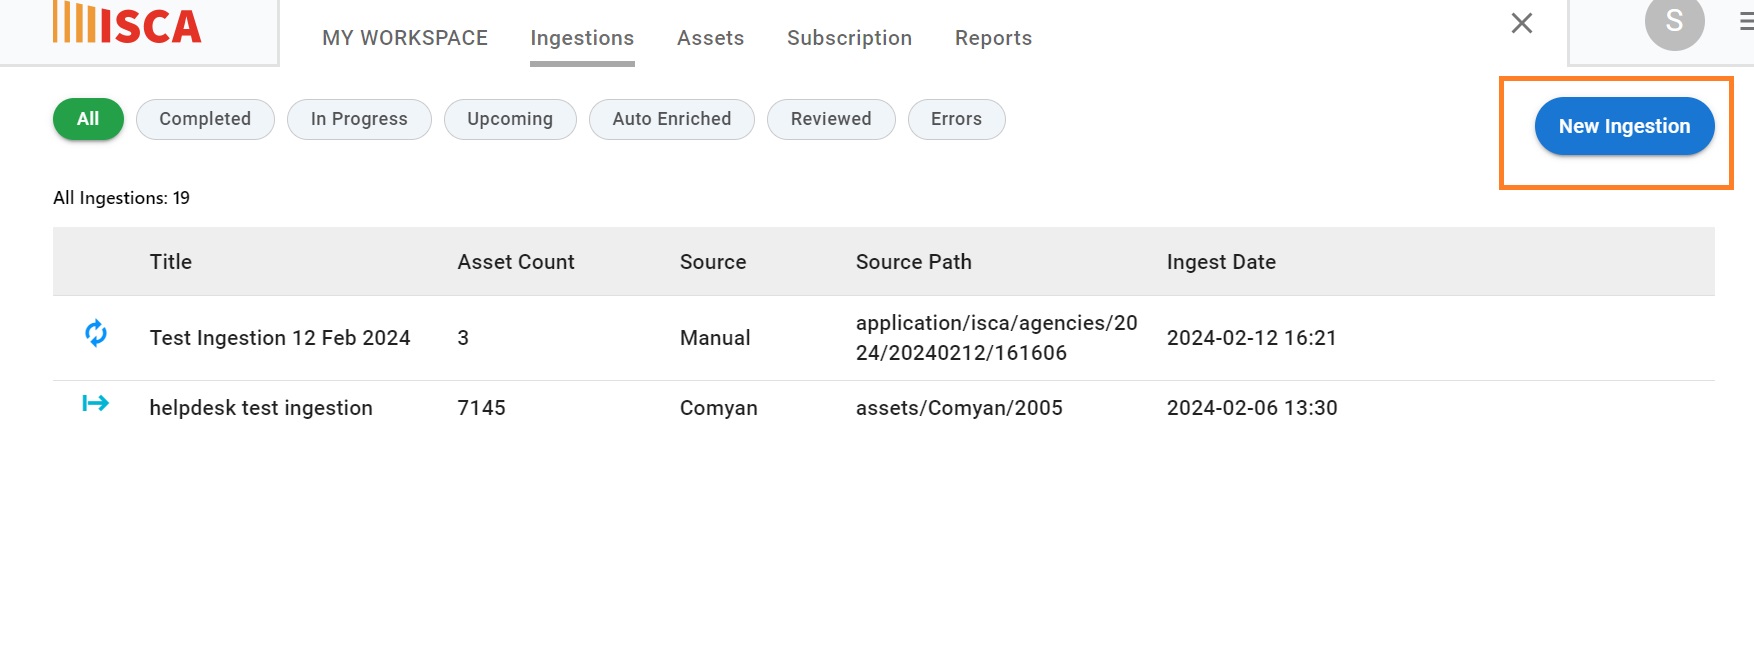 ISCA
MY WORKSPACE Ingestions Assets Subscription Reports
S
All Completed In Progress Upcoming Auto Enriched Reviewed Errors
New Ingestion
All Ingestions: 19
Title Asset Count Source Source Path Ingest Date
Test Ingestion 12 Feb 2024 3 Manual application/isca/agencies/20
24/20240212/161606 2024-02-12 16:21
helpdesk test ingestion 7145 Comyan assets/Comyan/2005 2024-02-06 13:30